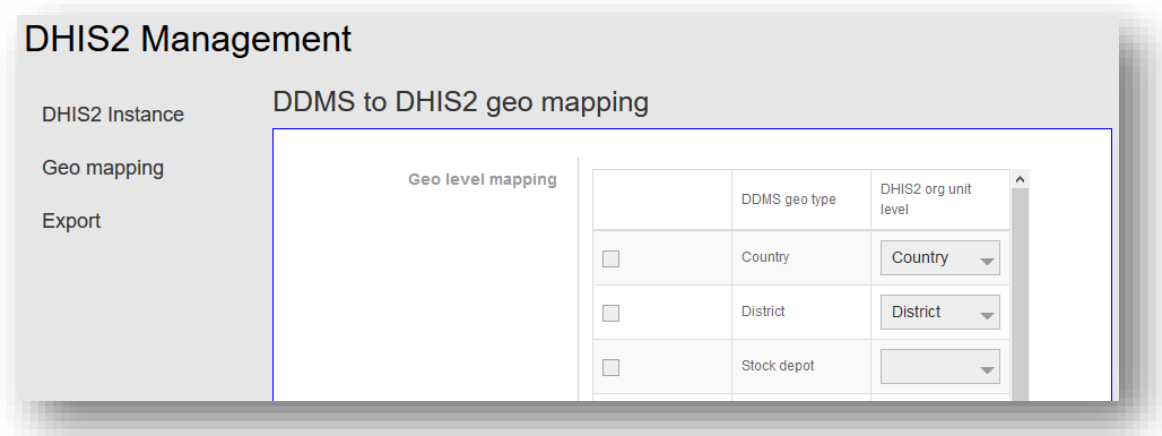 DHIS2 Management
DHIS2 Instance
Geo mapping
Export
DDMS to DHIS2 geo mapping
Geo level mapping
DDMS geo type
DHIS2 org unit
level
Country
Country
District
District
Stock depot